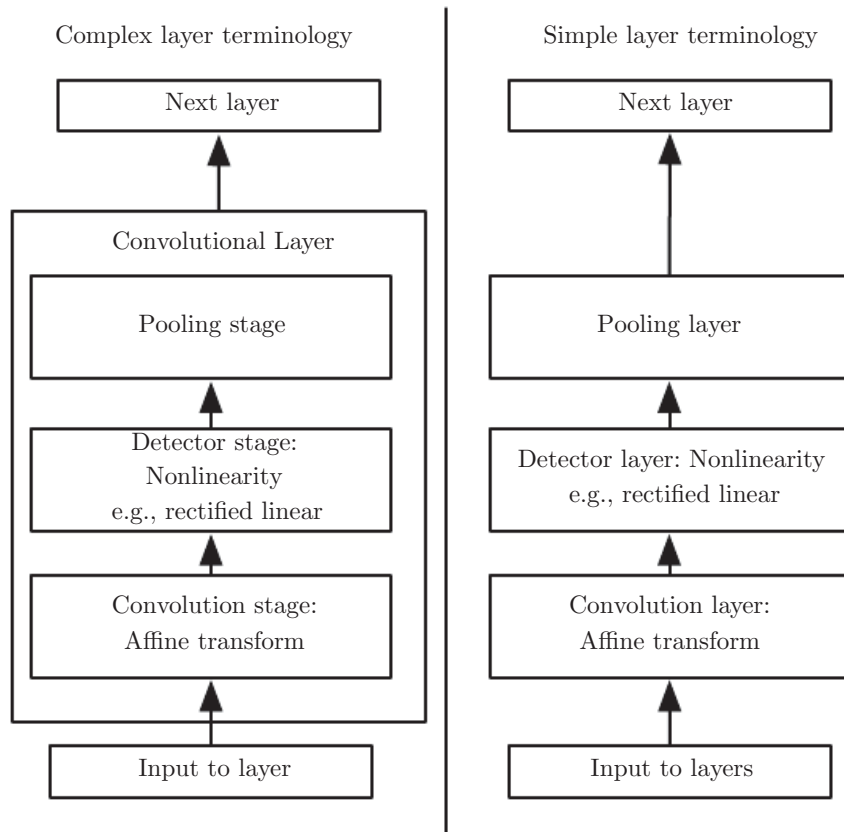 Complex layer terminology
Next layer
Convolutional Layer
Pooling stage
Detector stage:
Nonlinearity
e.g., rectified linear
Convolution stage:
Affine transform
Input to layer
Simple layer terminology
Next layer
Pooling layer
Detector layer: Nonlinearity
e.g., rectified linear
Convolution layer:
Affine transform
Input to layers